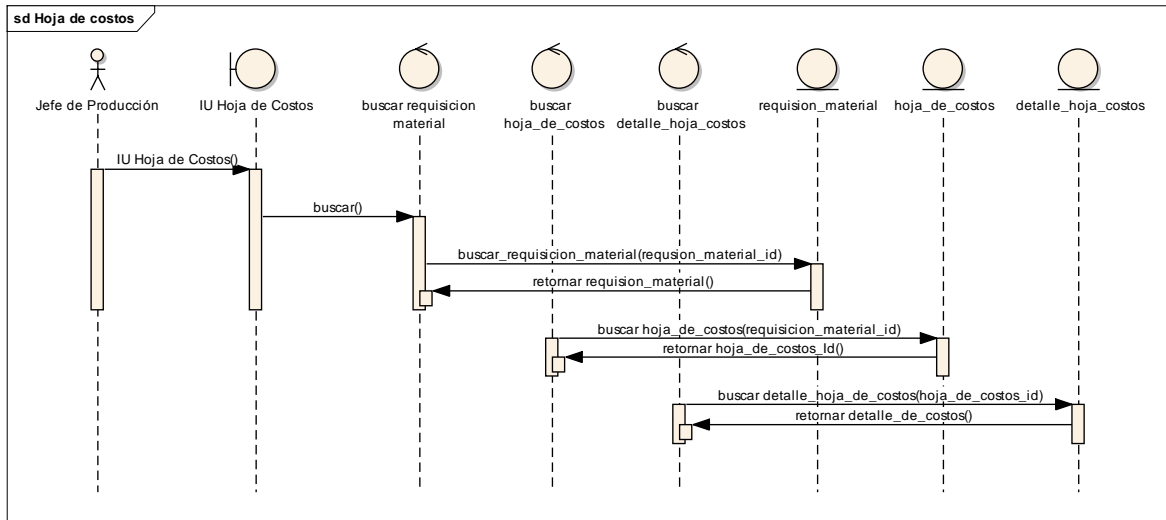 sd Hoja de costos
Jefe de Producción
IU Hoja de Costos
buscar requisicion
material
buscar
hoja_de_costos
buscar
detalle_hoja_costos
requision_material
hoja_de_costos
detalle_hoja_costos
IU Hoja de Costos()
buscar()
buscar_requisicion_material(requsion_material_id)
retornar requision_material()
buscar hoja_de_costos(requisicion_material_id)
retornar hoja_de_costos_Id()
buscar detalle_hoja_de_costos(hoja_de_costos_id)
retornar detalle_de_costos()